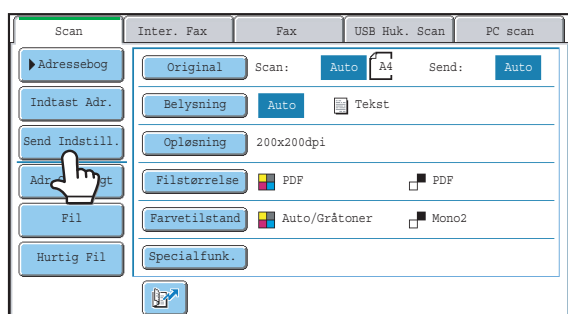 Scan Inter. Fax Fax USB Huk. Scan PC scan
Adressebog Original Scan: Auto A4 Send: Auto
Indtast Adr. Belysning Auto Tekst
Send Indstill. Opløsning 200x200dpi
Adr Filstørrelse PDF PDF
Fil Farvetilstand Auto/Gråtoner Mono2
Hurtig Fil Specialfunk.